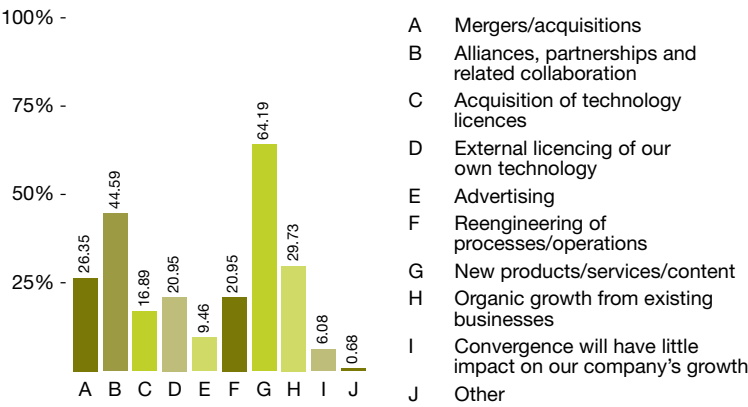 100% -
75% -
50% -
25% -
26.35
44.59
16.89
20.95
9.46
20.95
64.19
29.73
6.08
0.68
A B C D E F G H I J
A Mergers/acquisitions
B Alliances, partnerships and
related collaboration
C Acquisition of technology
licences
D External licencing of our
own technology
E Advertising
F Reengineering of
processes/operations
G New products/services/content
H Organic growth from existing
businesses
I Convergence will have little
impact on our company's growth
J Other